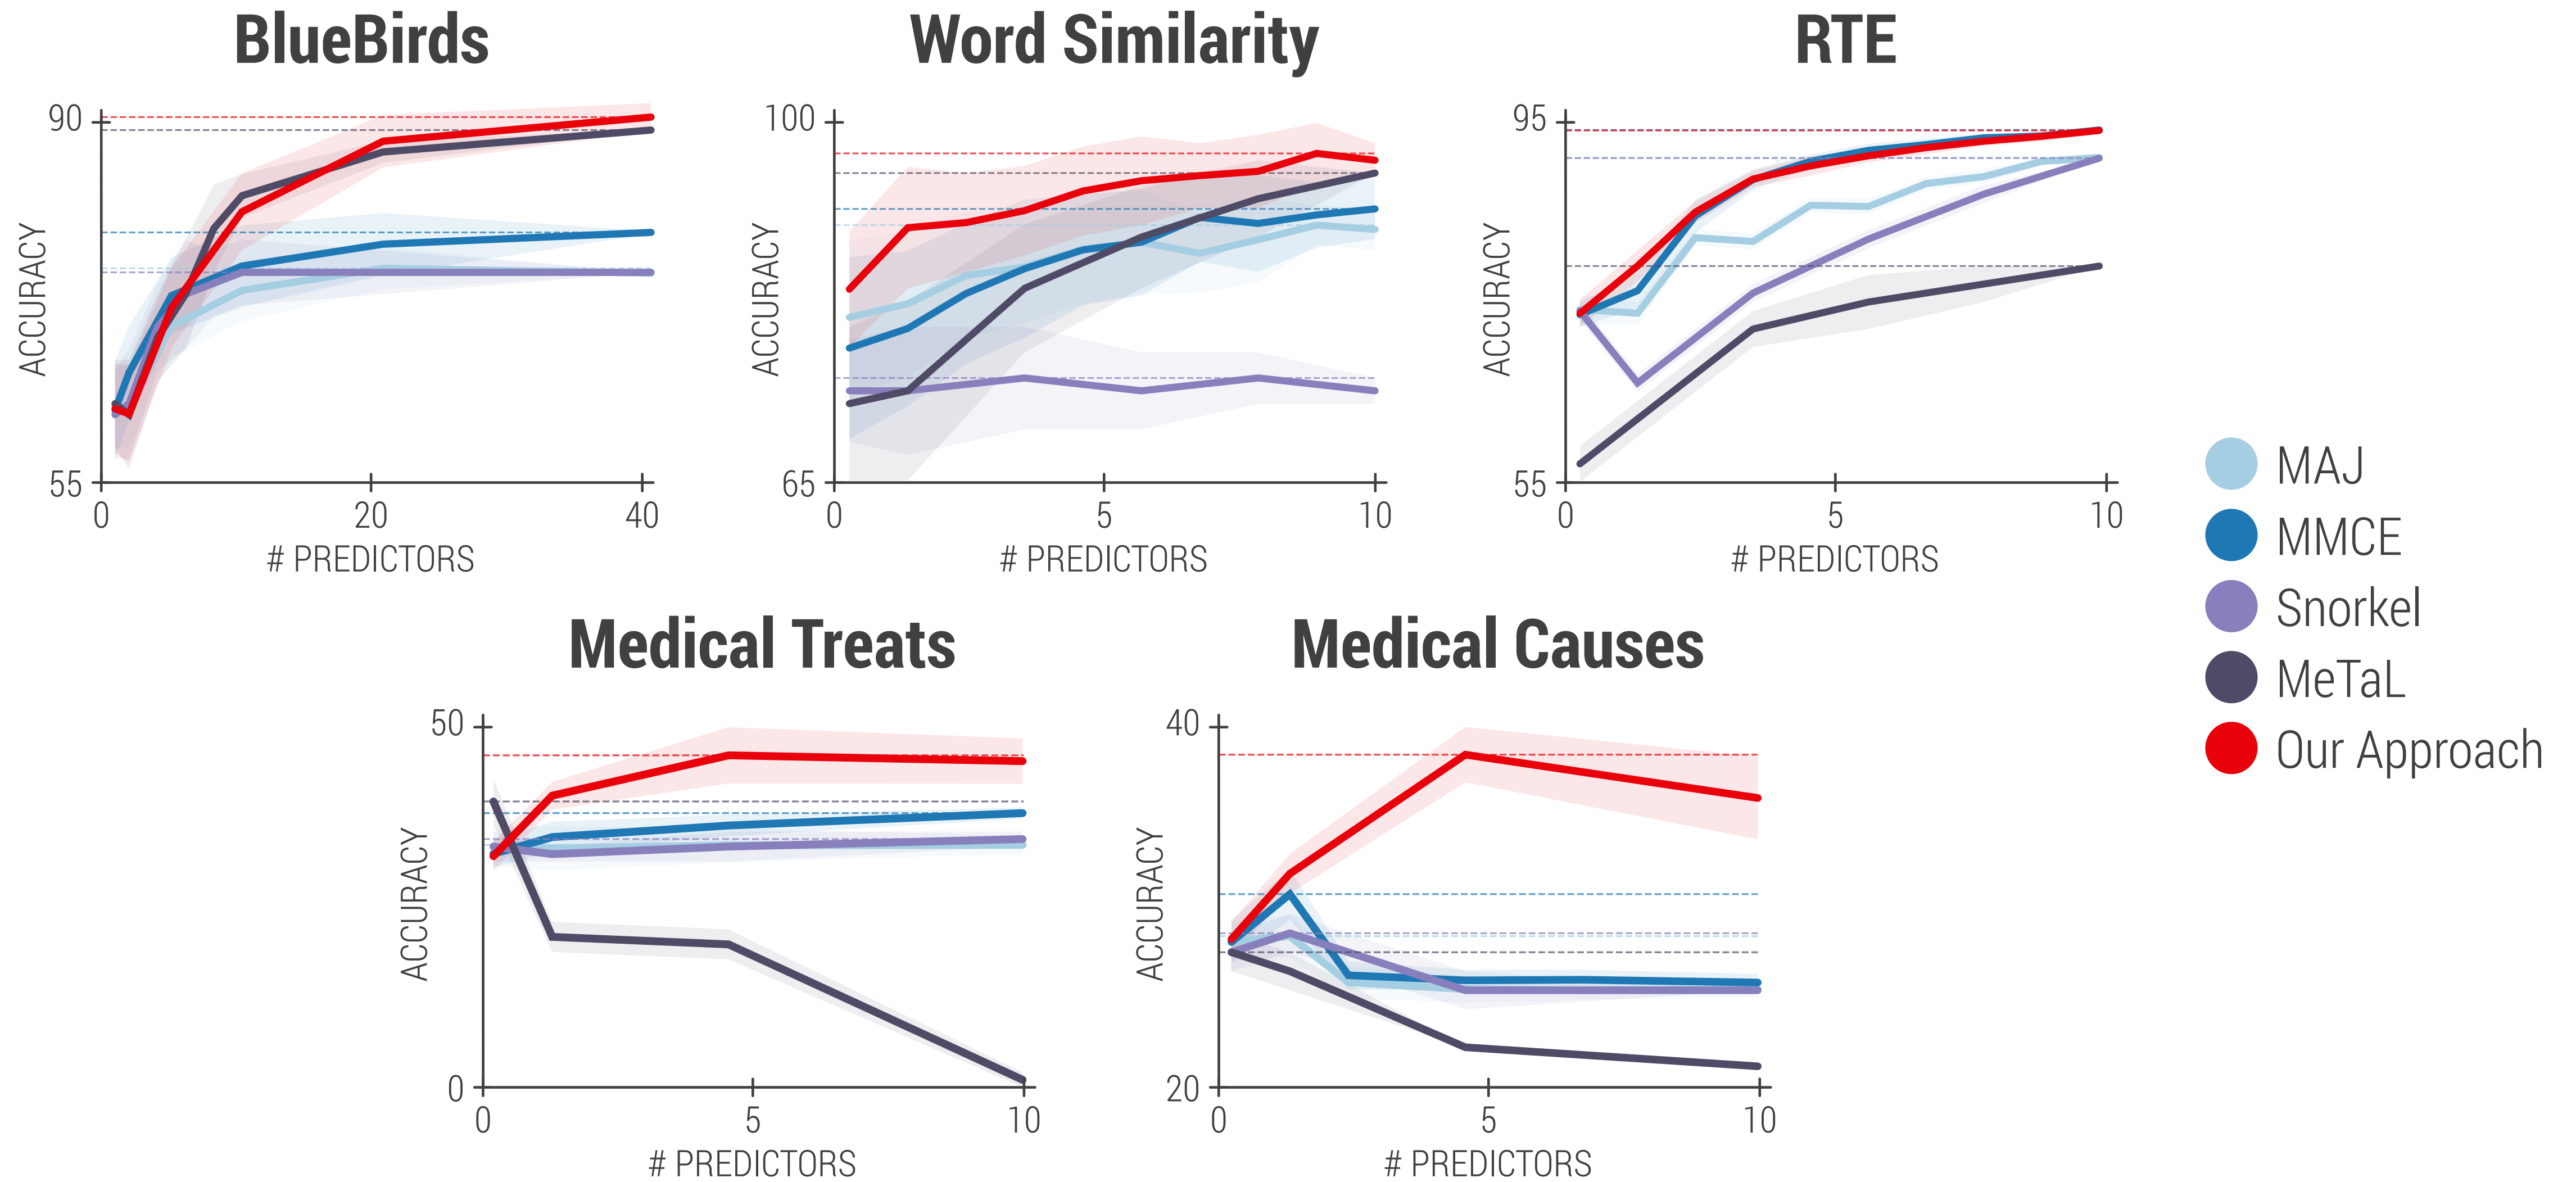 BlueBirds
Word Similarity
RTE
90
55
ACCURACY
0
20
40
# PREDICTORS
100
65
ACCURACY
0
5
10
# PREDICTORS
95
55
ACCURACY
0
5
10
# PREDICTORS
Medical Treats
Medical Causes
50
0
ACCURACY
0
5
10
# PREDICTORS
40
20
ACCURACY
0
5
10
# PREDICTORS
MAJ
MMCE
Snorkel
MeTaL
Our Approach